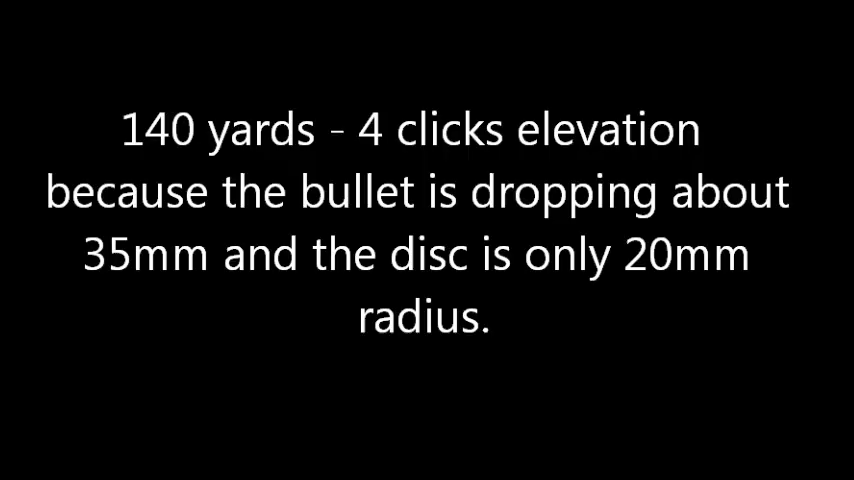 140 yards - 4 clicks elevation
because the bullet is dropping about
35mm and the disc is only 20mm
radius.